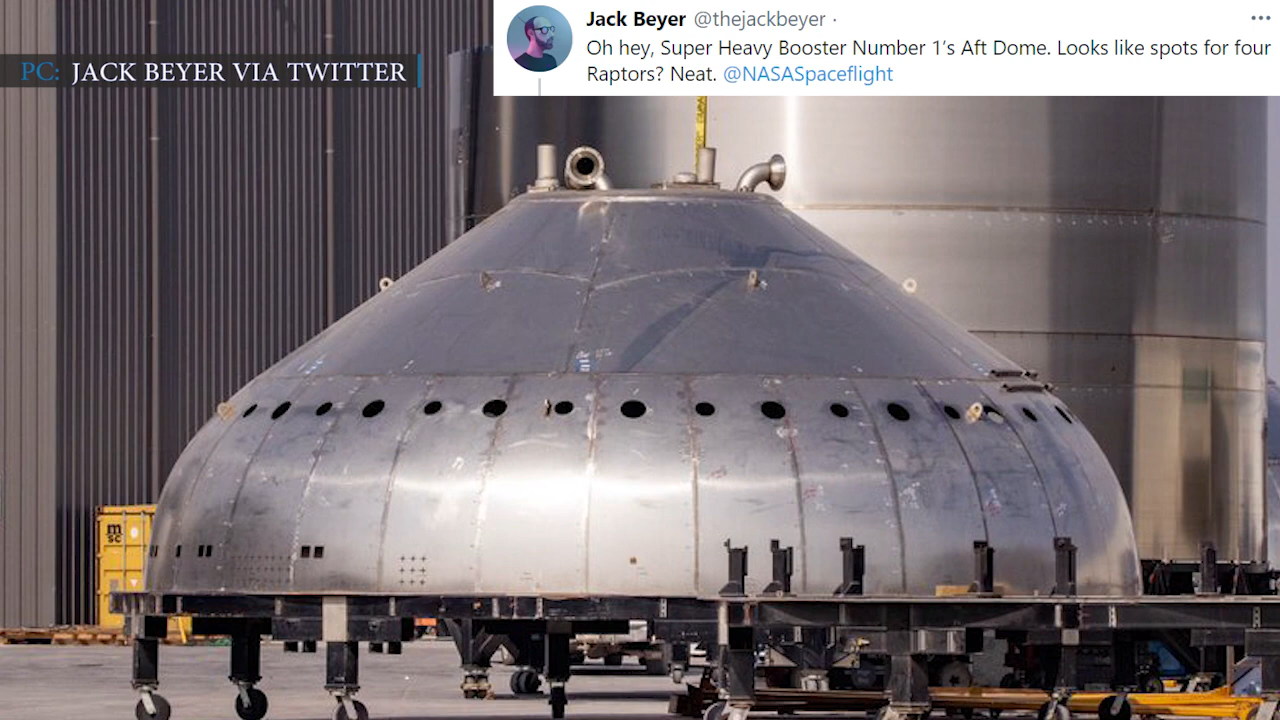 Jack Beyer @thejackbeyer ·
Oh hey, Super Heavy Booster Number 1's Aft Dome. Looks like spots for four
Raptors? Neat. @NASASpaceflight
PC: JACK BEYER VIA TWITTER
m
SC